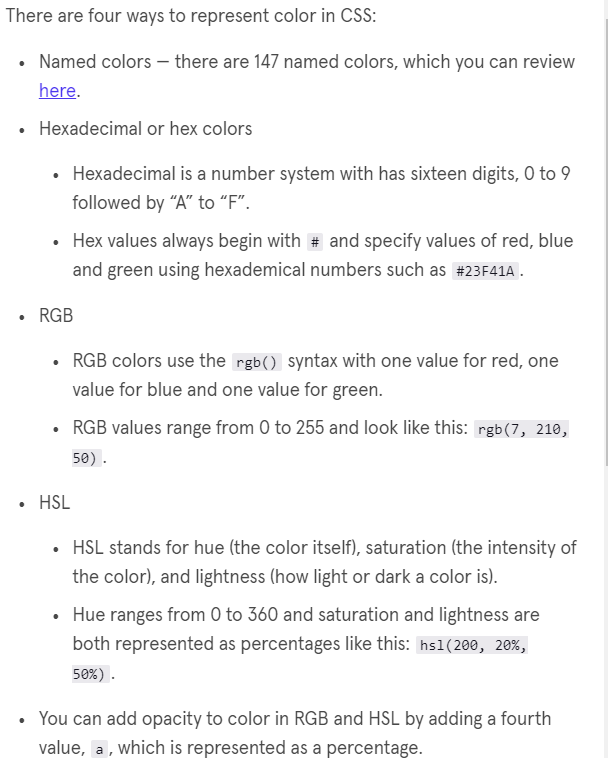 There are four ways to represent color in CSS:
• Named colors — there are 147 named colors, which you can review
here.
• Hexadecimal or hex colors
• Hexadecimal is a number system with has sixteen digits, 0 to 9
followed by “A” to “F”.
• Hex values always begin with # and specify values of red, blue
and green using hexademical numbers such as #23F41A .
• RGB
• RGB colors use the rgb() syntax with one value for red, one
value for blue and one value for green.
• RGB values range from 0 to 255 and look like this: rgb(7, 210,
50) .
• HSL
• HSL stands for hue (the color itself), saturation (the intensity of
the color), and lightness (how light or dark a color is).
• Hue ranges from 0 to 360 and saturation and lightness are
both represented as percentages like this: hsl(200, 20%,
50%) .
• You can add opacity to color in RGB and HSL by adding a fourth
value, a , which is represented as a percentage.